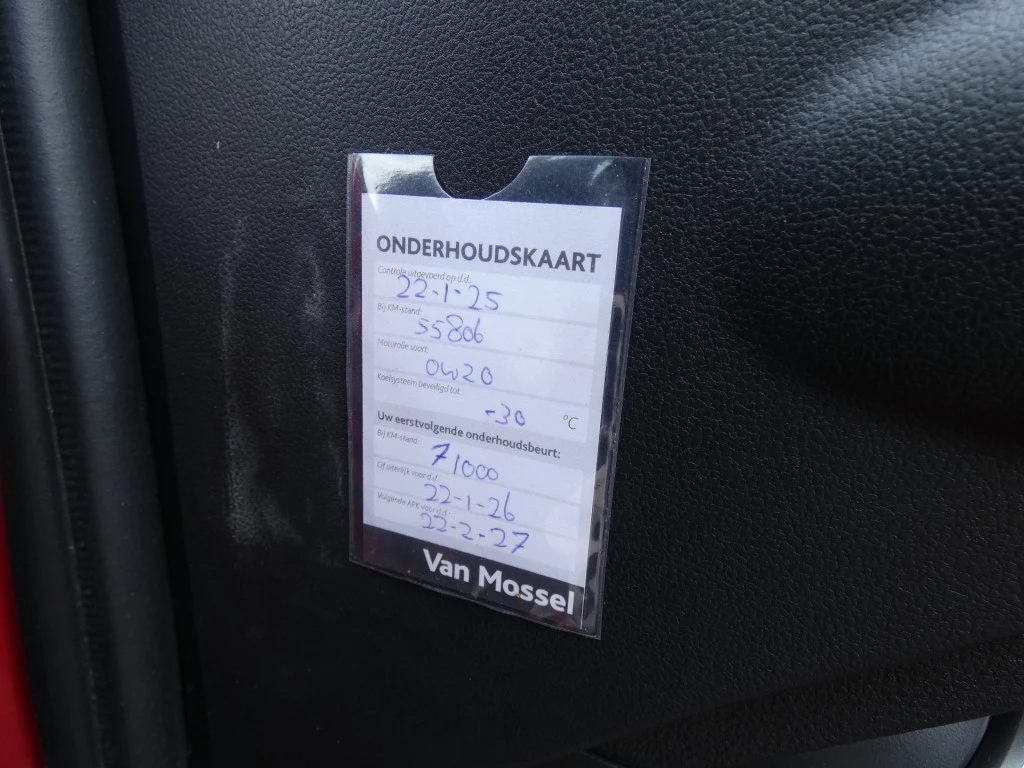 ONDERHOUDSKAART
Controle uitgevoerd op d.d.
22-1-25
Bij KM-stand:
55806
Motorolie soort:
0W20
Koelsysteem beveiligd tot:
-30 °C
Uw eerstvolgende onderhoudsbeurt:
Bij KM-stand:
71000
Of uiterlijk voor d.d.:
22-1-26
Volgende APK voor d.d.:
22-2-27
Van Mossel